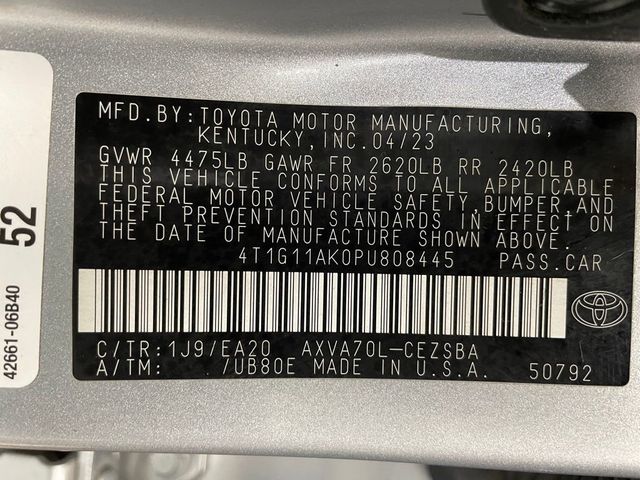 MFD.BY:TOYOTA MOTOR MANUFACTURING,
KENTUCKY,INC.04/23
GVWR 4475LB GAWR FR 2620LB RR 2420LB
THIS VEHICLE CONFORMS TO ALL APPLICABLE
FEDERAL MOTOR VEHICLE SAFETY,BUMPER,AND
THEFT PREVENTION STANDARDS IN EFFECT ON
THE DATE OF MANUFACTURE SHOWN ABOVE.
4T1G11AK0PU808445 PASS.CAR
C/TR:1J9/EA20 AXVA70L-CEZSBA
A/TM: /UB80E MADE IN U.S.A. 50792
52
42661-06B40